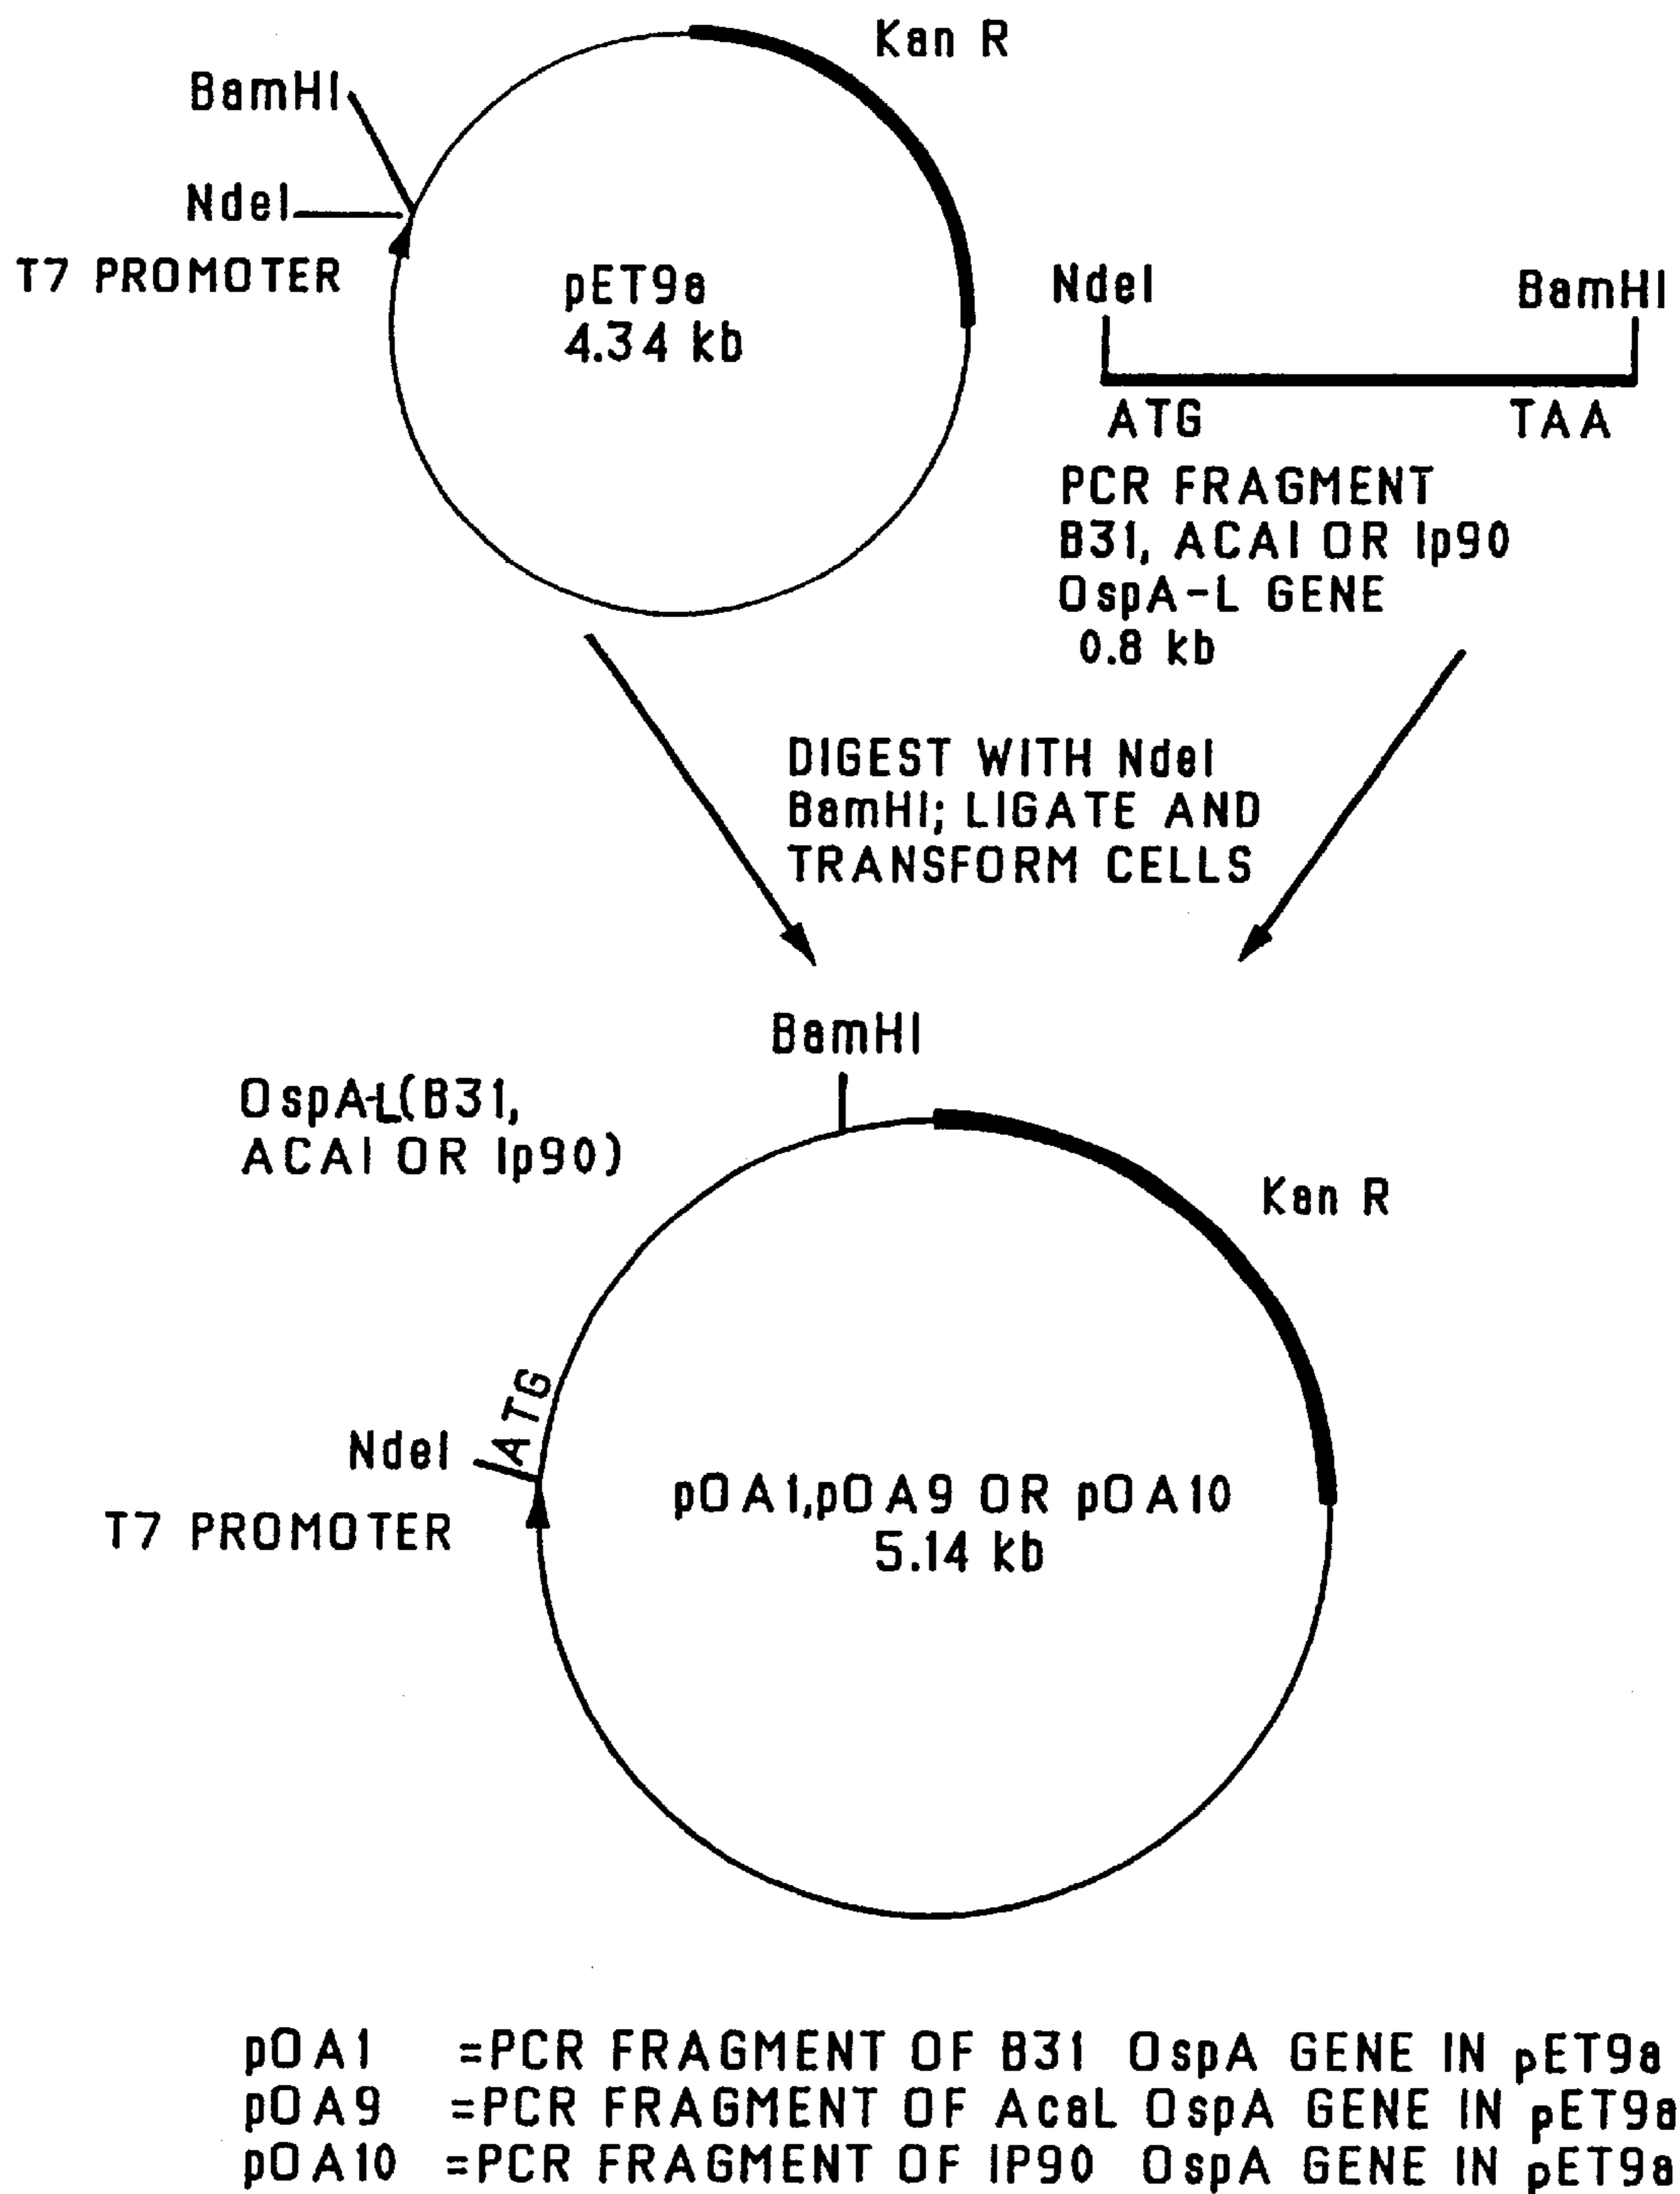 Kan R
BamHI
NdeI
T7 PROMOTER
pET9a
4.34 kb
NdeI
BamHI
ATG
TAA
PCR FRAGMENT
B31, ACAI OR Ip90
OspA-L GENE
0.8 kb
DIGEST WITH NdeI
BamHI; LIGATE AND
TRANSFORM CELLS
BamHI
OspA-L(B31,
ACAI OR Ip90)
Kan R
ATG
NdeI
T7 PROMOTER
pOA1,pOA9 OR pOA10
5.14 kb
pOA1 =PCR FRAGMENT OF B31 OspA GENE IN pET9a
pOA9 =PCR FRAGMENT OF AcaL OspA GENE IN pET9a
pOA10 =PCR FRAGMENT OF IP90 OspA GENE IN pET9a